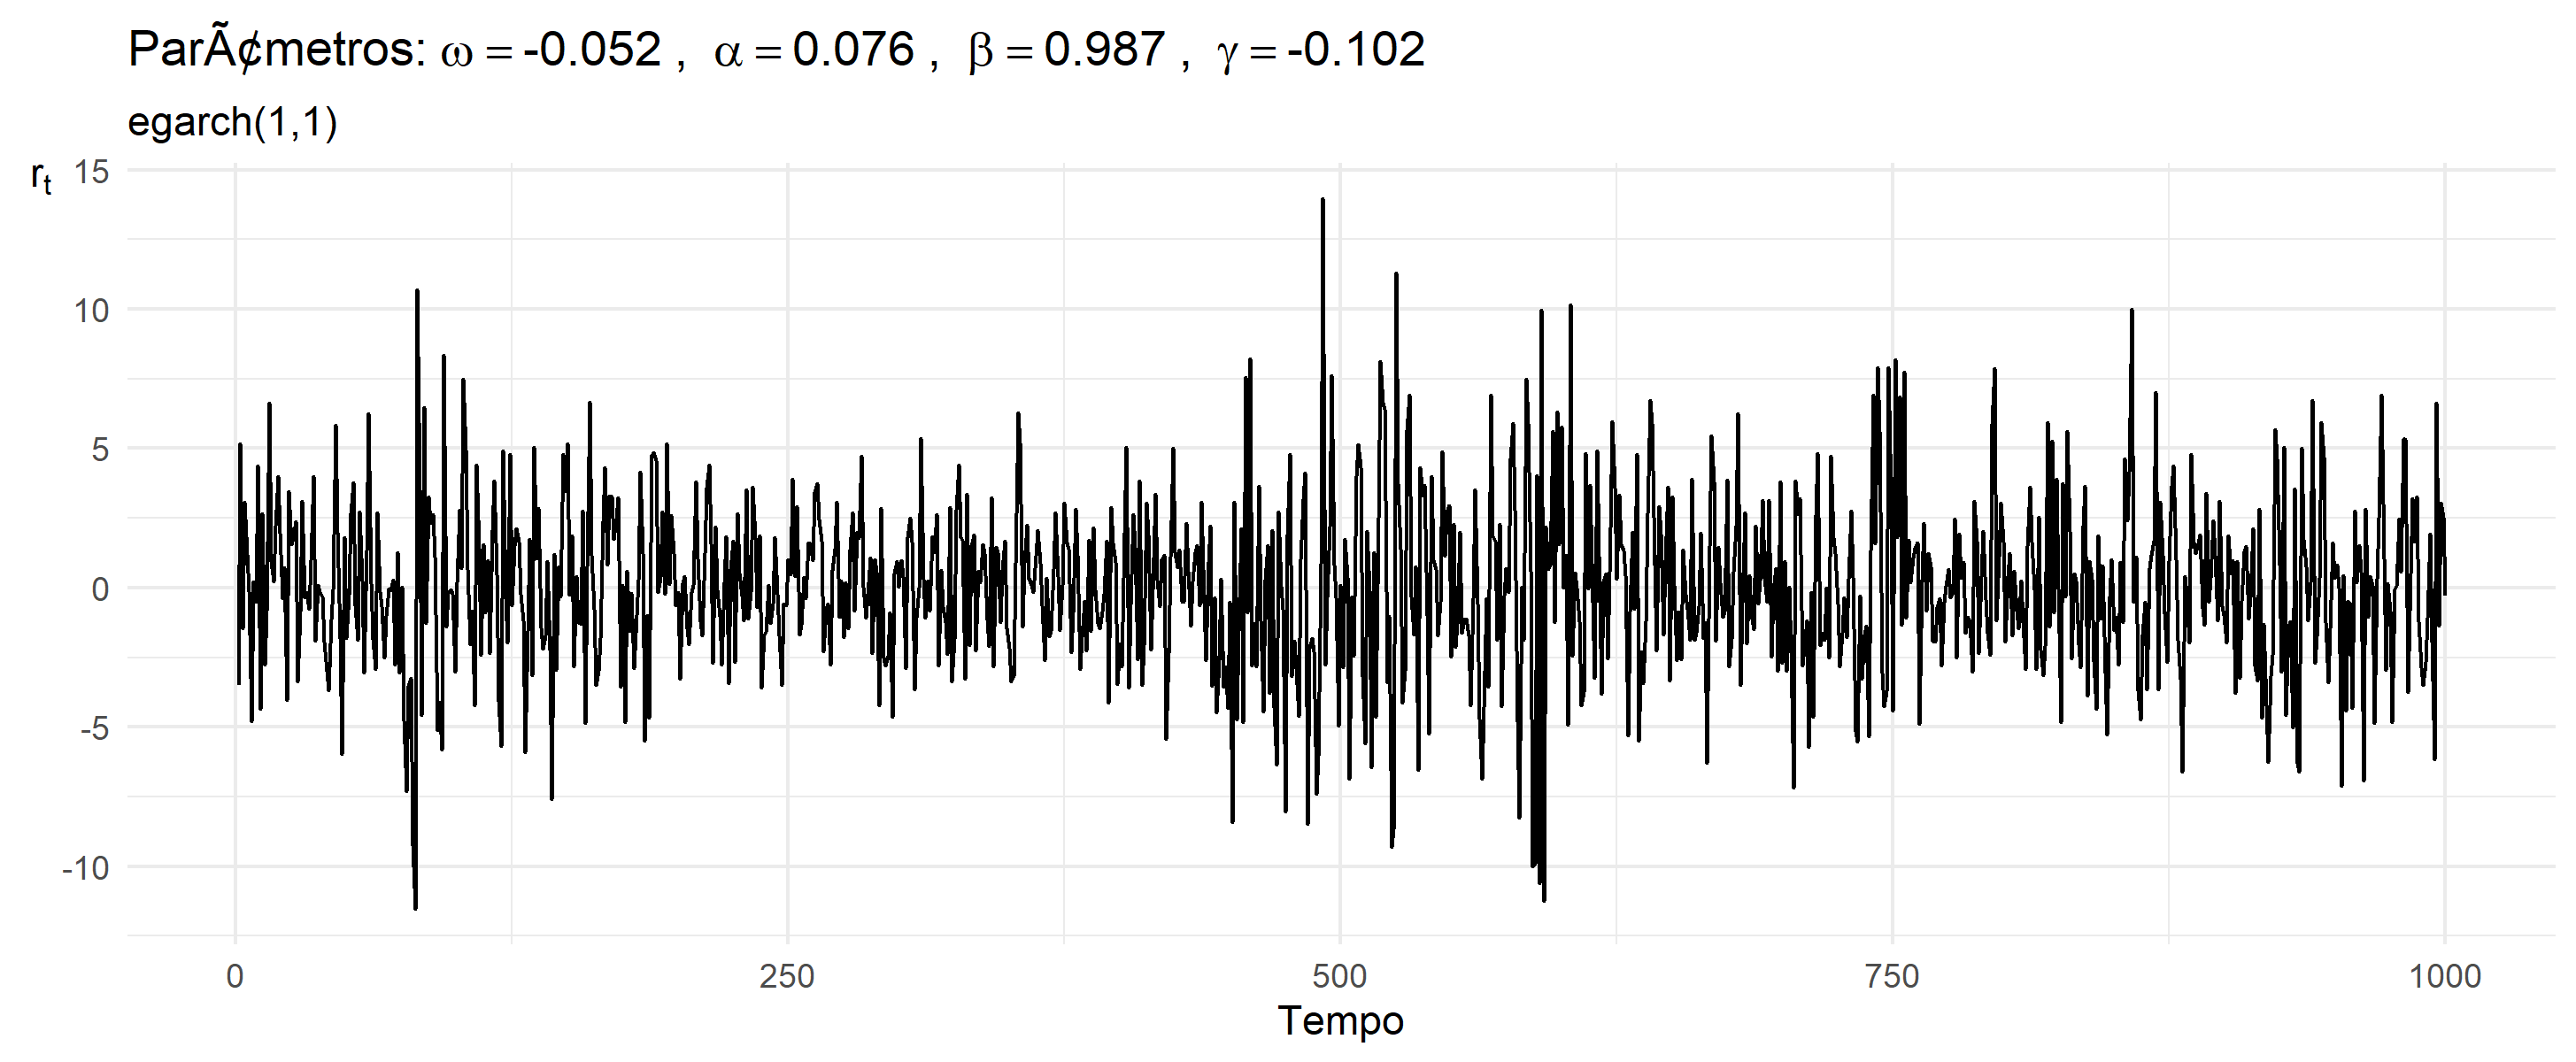 ParÃ¢metros: ω = -0.052 , α = 0.076 , β = 0.987 , γ = -0.102
egarch(1,1)
rt
15
10
5
0
-5
-10
0 250 500 750 1000
Tempo